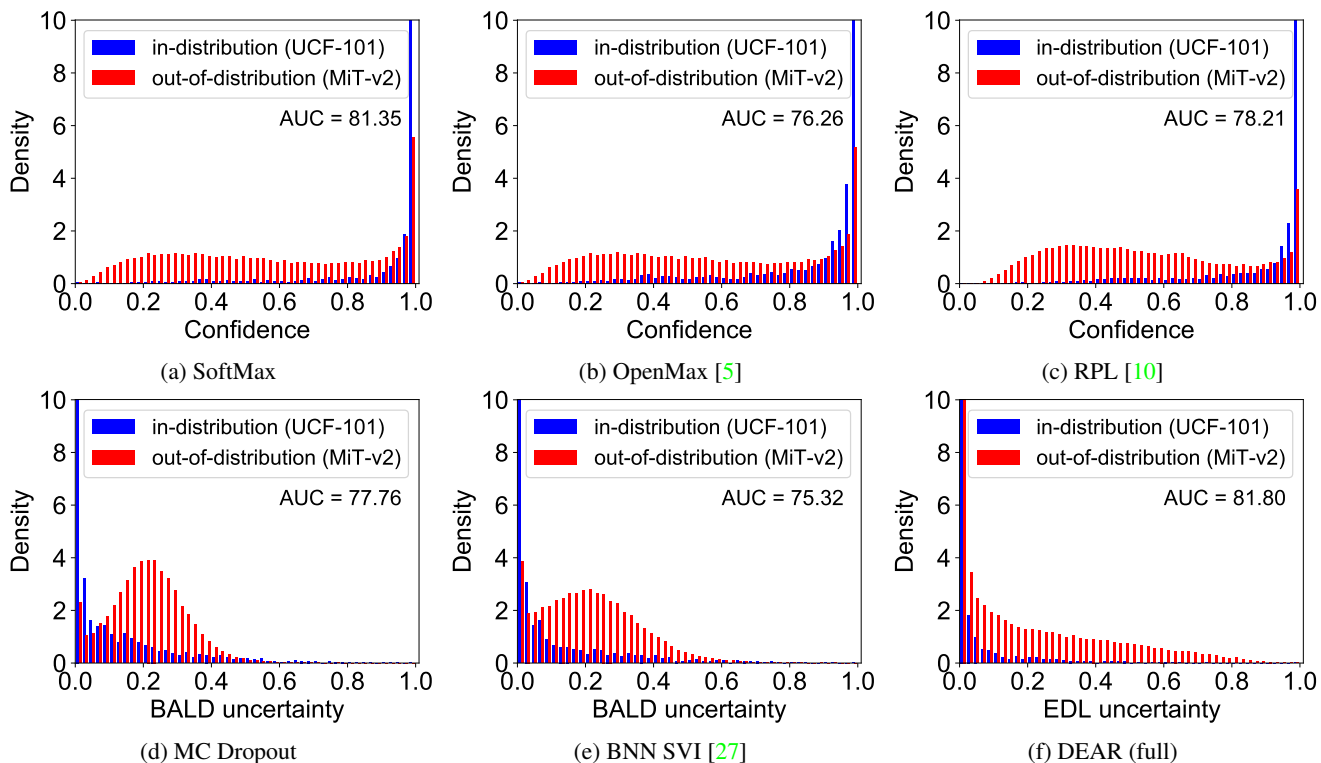 10
8
6
4
2
0
Density
in-distribution (UCF-101)
out-of-distribution (MiT-v2)
AUC = 81.35
0.0 0.2 0.4 0.6 0.8 1.0
Confidence
(a) SoftMax
10
8
6
4
2
0
Density
in-distribution (UCF-101)
out-of-distribution (MiT-v2)
AUC = 76.26
0.0 0.2 0.4 0.6 0.8 1.0
Confidence
(b) OpenMax [5]
10
8
6
4
2
0
Density
in-distribution (UCF-101)
out-of-distribution (MiT-v2)
AUC = 78.21
0.0 0.2 0.4 0.6 0.8 1.0
Confidence
(c) RPL [10]
10
8
6
4
2
0
Density
in-distribution (UCF-101)
out-of-distribution (MiT-v2)
AUC = 77.76
0.0 0.2 0.4 0.6 0.8 1.0
BALD uncertainty
(d) MC Dropout
10
8
6
4
2
0
Density
in-distribution (UCF-101)
out-of-distribution (MiT-v2)
AUC = 75.32
0.0 0.2 0.4 0.6 0.8 1.0
BALD uncertainty
(e) BNN SVI [27]
10
8
6
4
2
0
Density
in-distribution (UCF-101)
out-of-distribution (MiT-v2)
AUC = 81.80
0.0 0.2 0.4 0.6 0.8 1.0
EDL uncertainty
(f) DEAR (full)